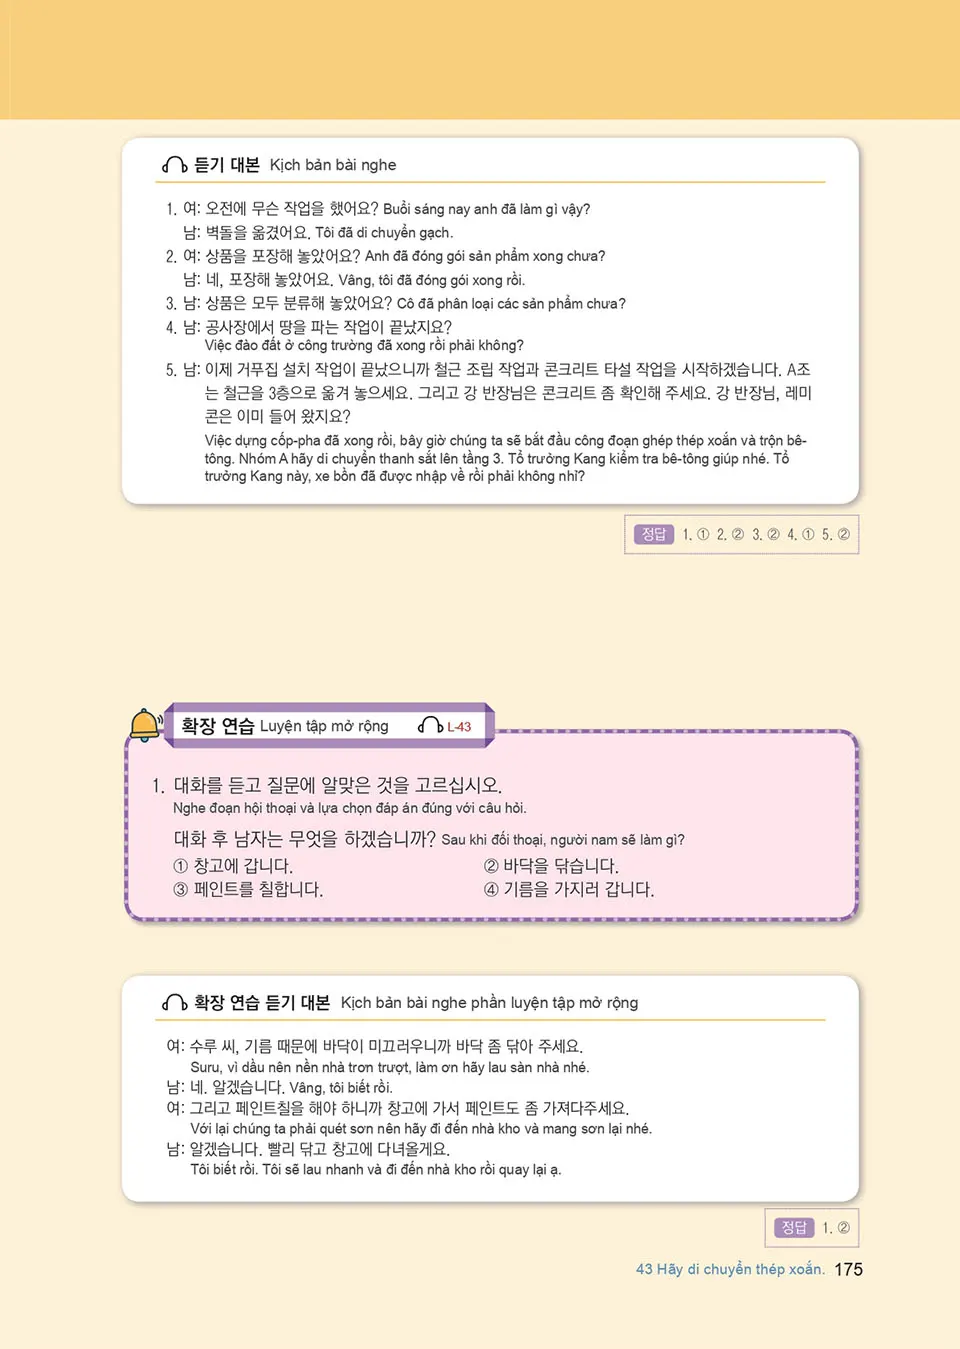 듣기 대본 Kịch bản bài nghe
1. 여: 오전에 무슨 작업을 했어요? Buổi sáng nay anh đã làm gì vậy?
남: 벽돌을 옮겼어요. Tôi đã di chuyển gạch.
2. 여: 상품을 포장해 놓았어요? Anh đã đóng gói sản phẩm xong chưa?
남: 네, 포장해 놓았어요. Vâng, tôi đã đóng gói xong rồi.
3. 남: 상품은 모두 분류해 놓았어요? Cô đã phân loại các sản phẩm chưa?
4. 남: 공사장에서 땅을 파는 작업이 끝났지요?
Việc đào đất ở công trường đã xong rồi phải không?
5. 남: 이제 거푸집 설치 작업이 끝났으니까 철근 조립 작업과 콘크리트 타설 작업을 시작하겠습니다. A조
는 철근을 3층으로 옮겨 놓으세요. 그리고 강 반장님은 콘크리트 좀 확인해 주세요. 강 반장님, 레미
콘은 이미 들어 왔지요?
Việc dựng cốp-pha đã xong rồi, bây giờ chúng ta sẽ bắt đầu công đoạn ghép thép xoắn và trộn bê-
tông. Nhóm A hãy di chuyển thanh sắt lên tầng 3. Tổ trưởng Kang kiểm tra bê-tông giúp nhé. Tổ
trưởng Kang này, xe bồn đã được nhập về rồi phải không nhỉ?
정답 1. ① 2. ② 3. ② 4. ① 5. ②
확장 연습 Luyện tập mở rộng L-43
1. 대화를 듣고 질문에 알맞은 것을 고르십시오.
Nghe đoạn hội thoại và lựa chọn đáp án đúng với câu hỏi.
대화 후 남자는 무엇을 하겠습니까? Sau khi đối thoại, người nam sẽ làm gì?
① 창고에 갑니다. ② 바닥을 닦습니다.
③ 페인트를 칠합니다. ④ 기름을 가지러 갑니다.
확장 연습 듣기 대본 Kịch bản bài nghe phần luyện tập mở rộng
여: 수루 씨, 기름 때문에 바닥이 미끄러우니까 바닥 좀 닦아 주세요.
Suru, vì dầu nên nền nhà trơn trượt, làm ơn hãy lau sàn nhà nhé.
남: 네. 알겠습니다. Vâng, tôi biết rồi.
여: 그리고 페인트칠을 해야 하니까 창고에 가서 페인트도 좀 가져다주세요.
Với lại chúng ta phải quét sơn nên hãy đi đến nhà kho và mang sơn lại nhé.
남: 알겠습니다. 빨리 닦고 창고에 다녀올게요.
Tôi biết rồi. Tôi sẽ lau nhanh và đi đến nhà kho rồi quay lại ạ.
정답 1. ②
43 Hãy di chuyển thép xoắn. 175